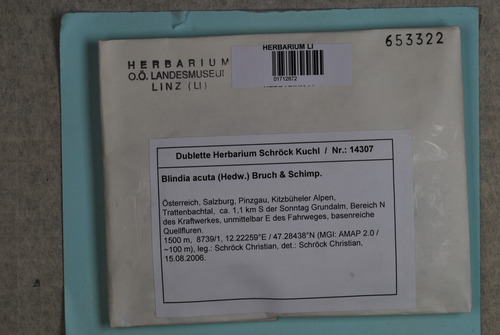 HERBARIUM
O.Ö. LANDESMUSEUM
LINZ (LI)
HERBARIUM LI
01712872
653322
Dublette Herbarium Schröck Kuchl / Nr.: 14307
Blindia acuta (Hedw.) Bruch & Schimp.
Österreich, Salzburg, Pinzgau, Kitzbüheler Alpen,
Trattenbachtal, ca. 1,1 km S der Sonntag Grundalm, Bereich N
des Kraftwerkes, unmittelbar E des Fahrweges, basenreiche
Quellfluren.
1500 m, 8739/1, 12.22259°E / 47.28438°N (MGI: AMAP 2.0 /
~100 m), leg.: Schröck Christian, det.: Schröck Christian,
15.08.2006.